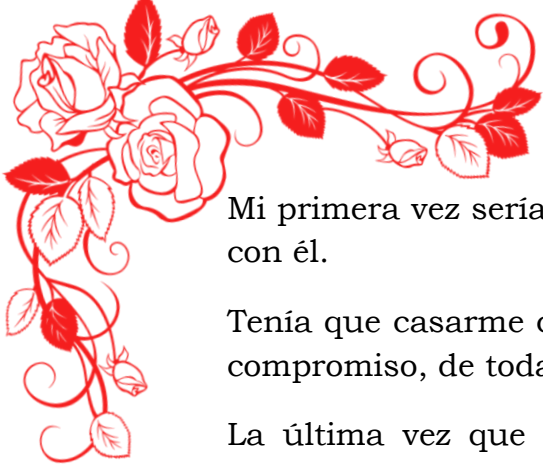 Mi primera vez sería
con él.
Tenía que casarme
compromiso, de toda
La última vez que